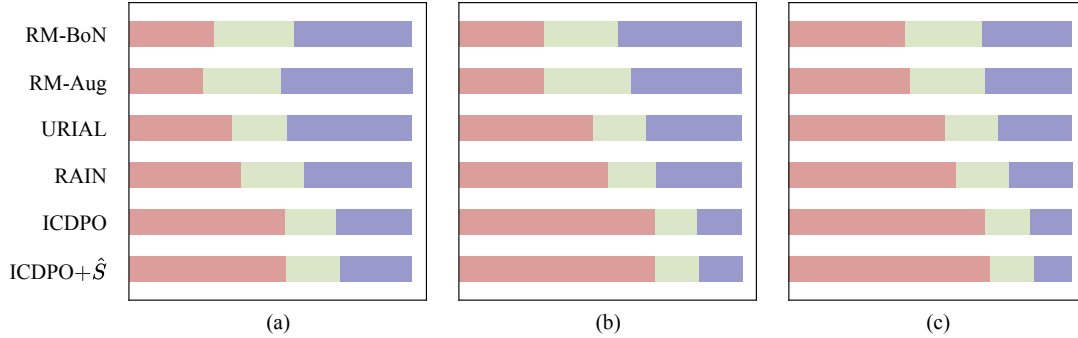 RM-BoN
RM-Aug
URIAL
RAIN
ICDPO
ICDPO+Ŝ
(a) (b) (c)